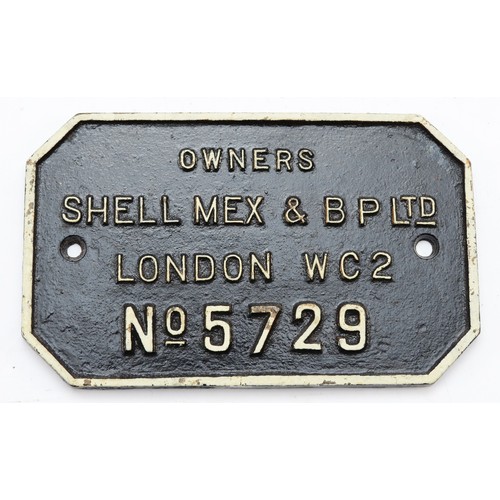 OWNERS
SHELL MEX & B P LTD
LONDON WC2
No 5729